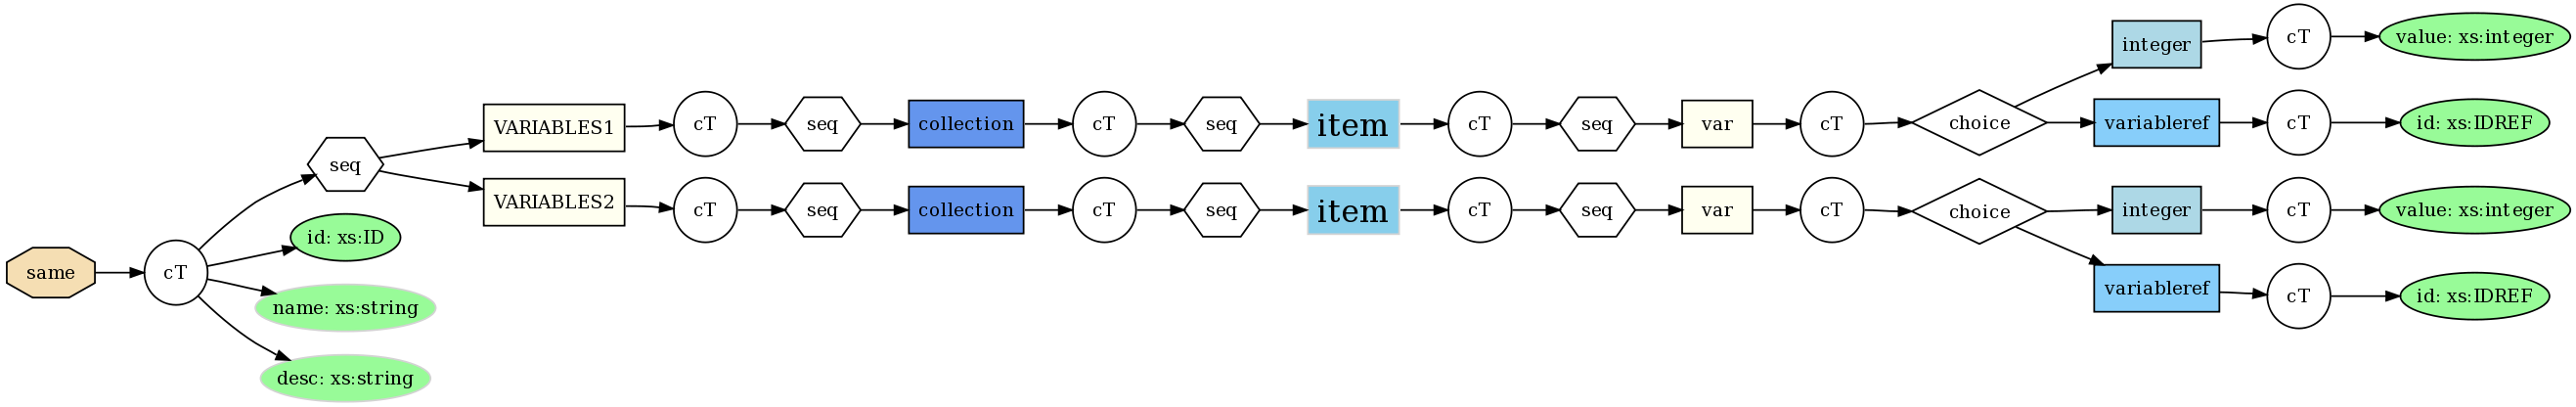 same
cT
seq
id: xs:ID
name: xs:string
desc: xs:string
VARIABLES1
cT
seq
collection
cT
seq
item
cT
seq
var
cT
choice
integer
cT
value: xs:integer
variableref
cT
id: xs:IDREF
VARIABLES2
cT
seq
collection
cT
seq
item
cT
seq
var
cT
choice
integer
cT
value: xs:integer
variableref
cT
id: xs:IDREF